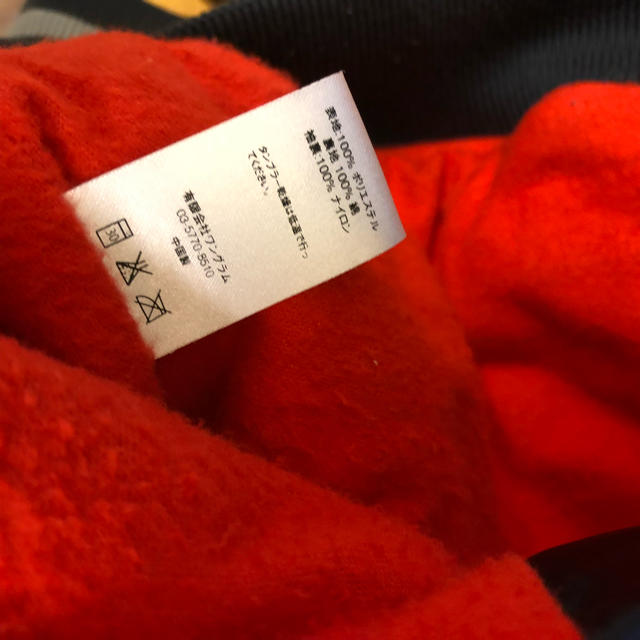 表地:100% ポリエステル
裏地 100% 綿
袖裏:100% ナイロン
タンブラー乾燥は低温で行っ
てください。
有限会社ワングラム
03-5770-8610
中国製
30